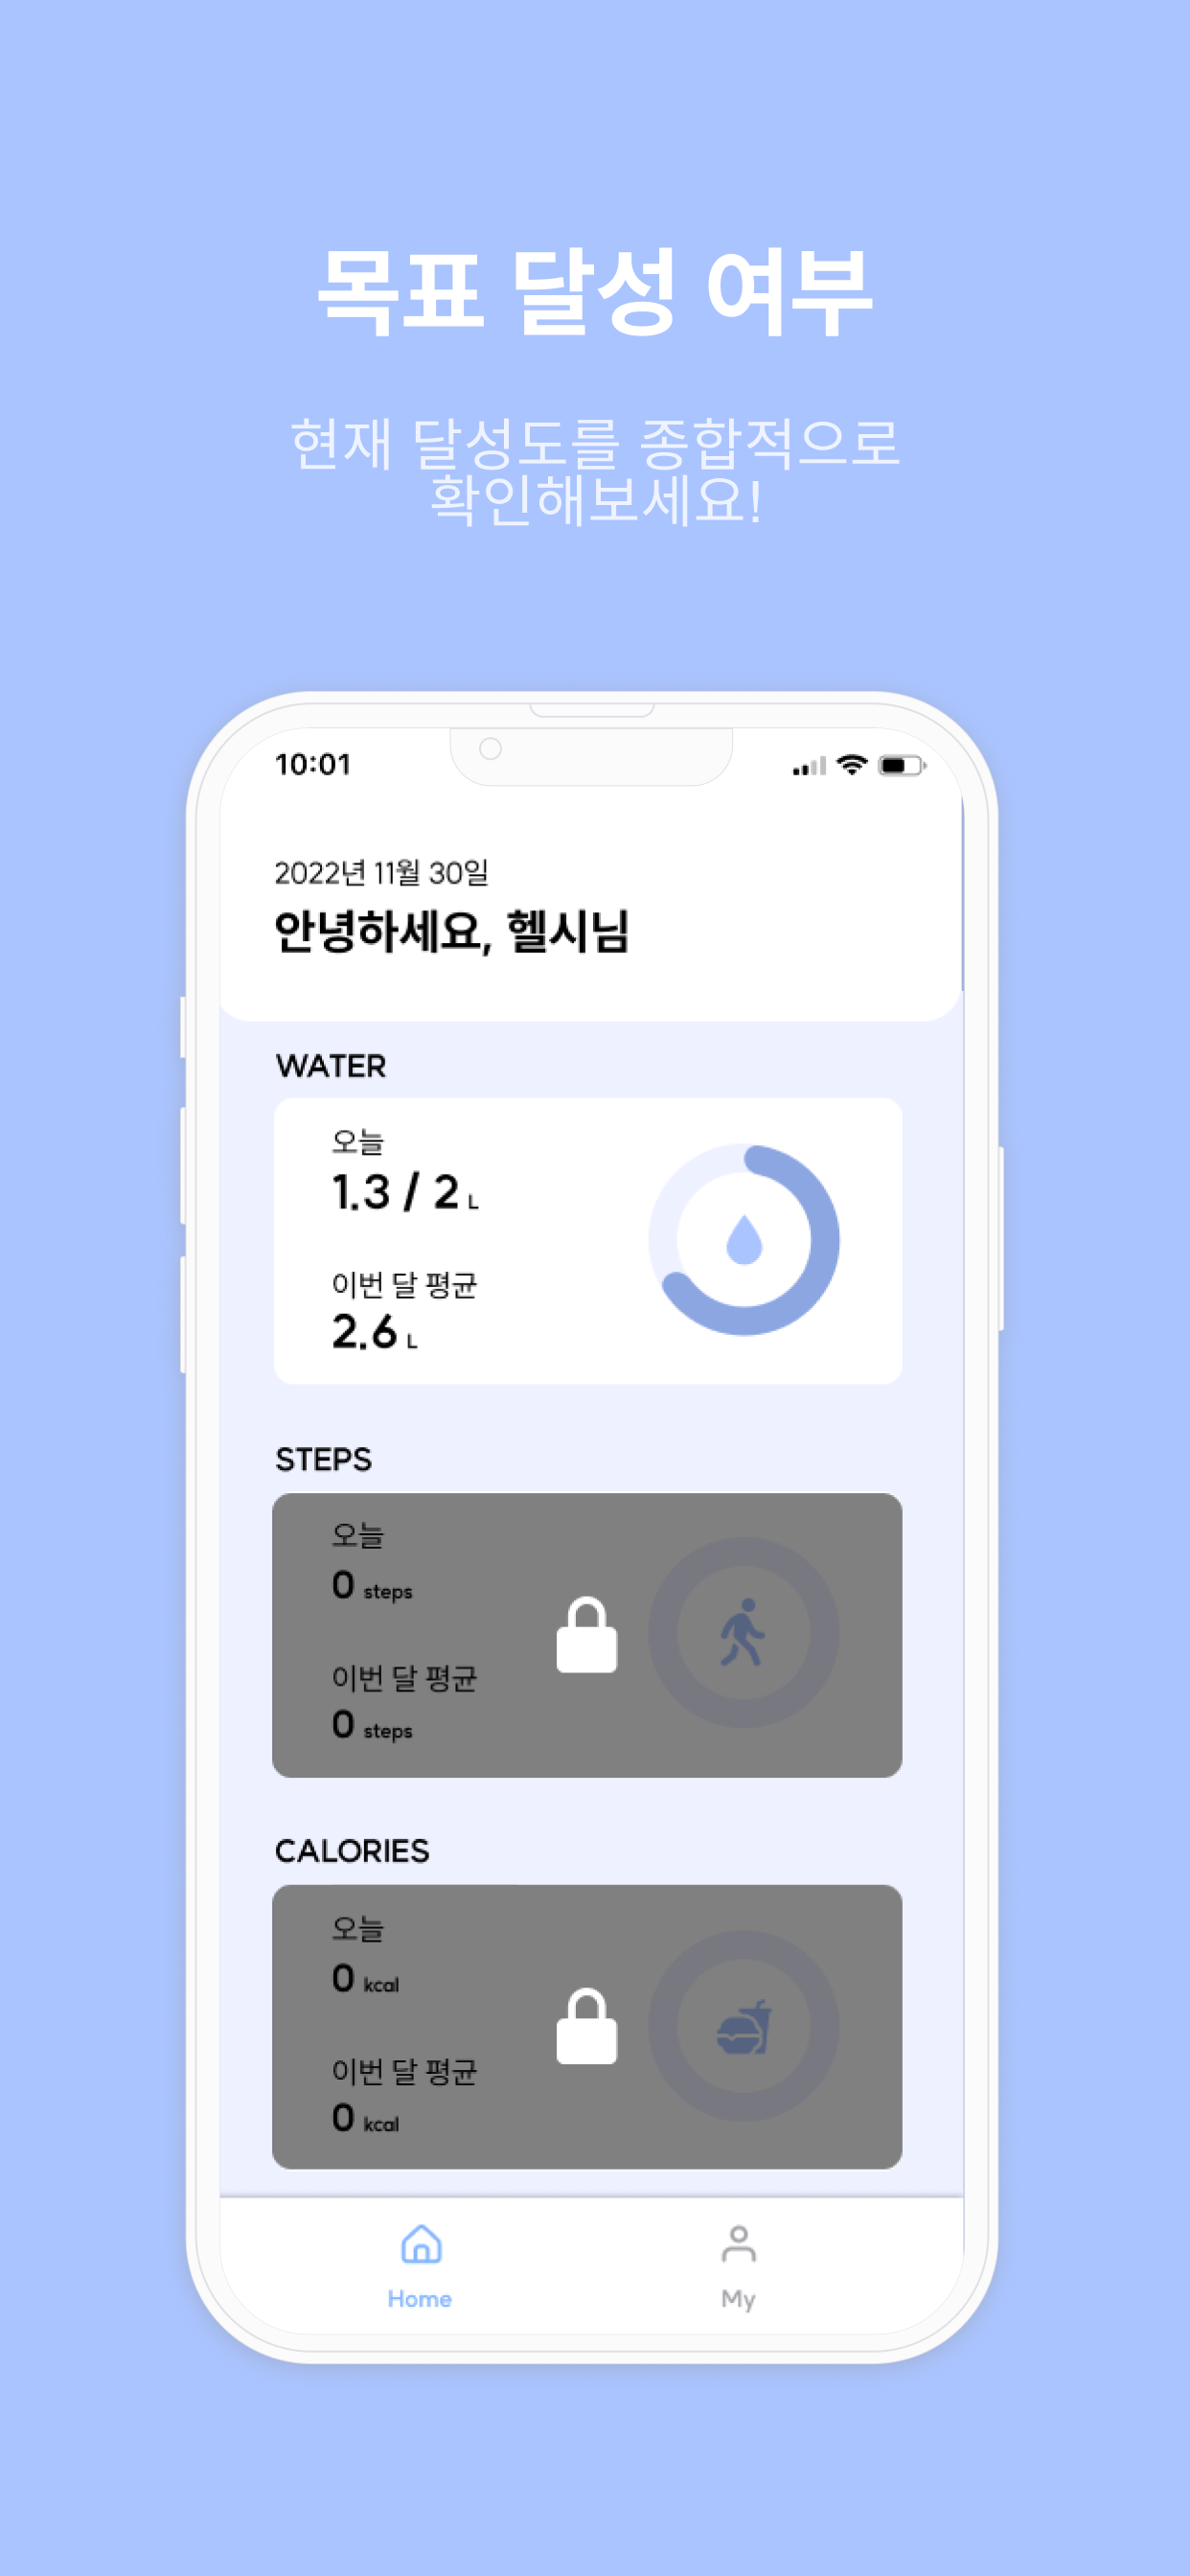 목표 달성 여부
현재 달성도를 종합적으로
확인해보세요!
10:01
2022년 11월 30일
안녕하세요, 헬시님
WATER
오늘
1.3 / 2 L
이번 달 평균
2.6 L
STEPS
오늘
0 steps
이번 달 평균
0 steps
CALORIES
오늘
0 kcal
이번 달 평균
0 kcal
Home
My